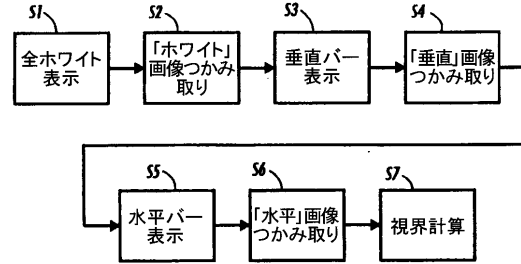 S1
全ホワイト
表示
S2
「ホワイト」
画像つかみ
取り
S3
垂直バー
表示
S4
「垂直」画像
つかみ取り
S5
水平バー
表示
S6
「水平」画像
つかみ取り
S7
視界計算